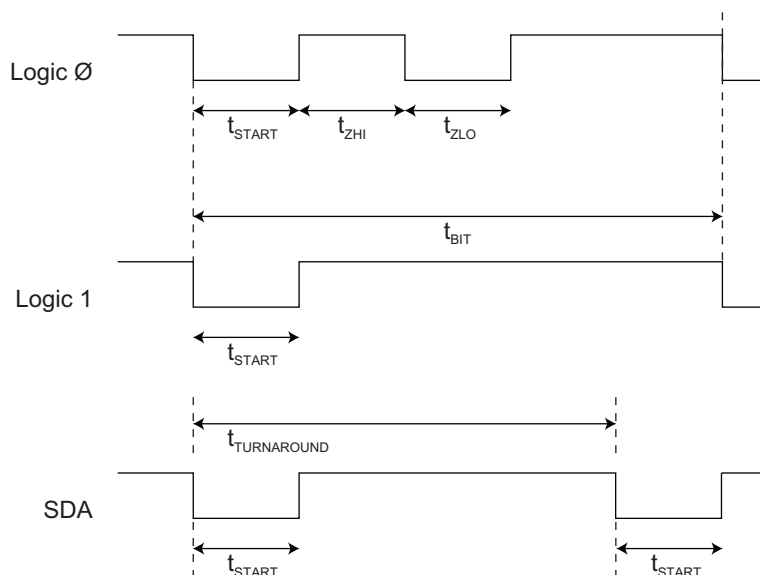 Logic Ø
tSTART
tZHI
tZLO
tBIT
Logic 1
tSTART
tTURNAROUND
SDA
tSTART
tSTART